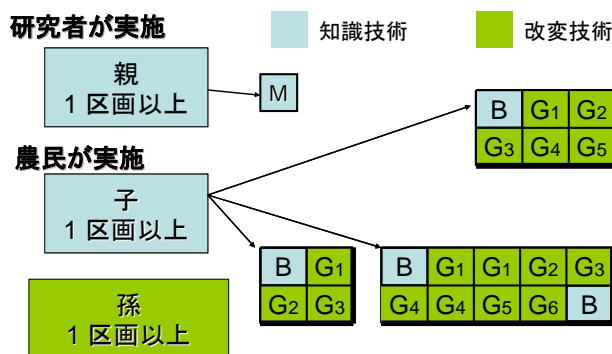 研究者が実施
知識技術
改変技術
親
1 区画以上
M
B G1 G2
G3 G4 G5
農民が実施
子
1 区画以上
B G1
G2 G3
B G1 G1 G2 G3
G4 G4 G5 G6 B
孫
1 区画以上